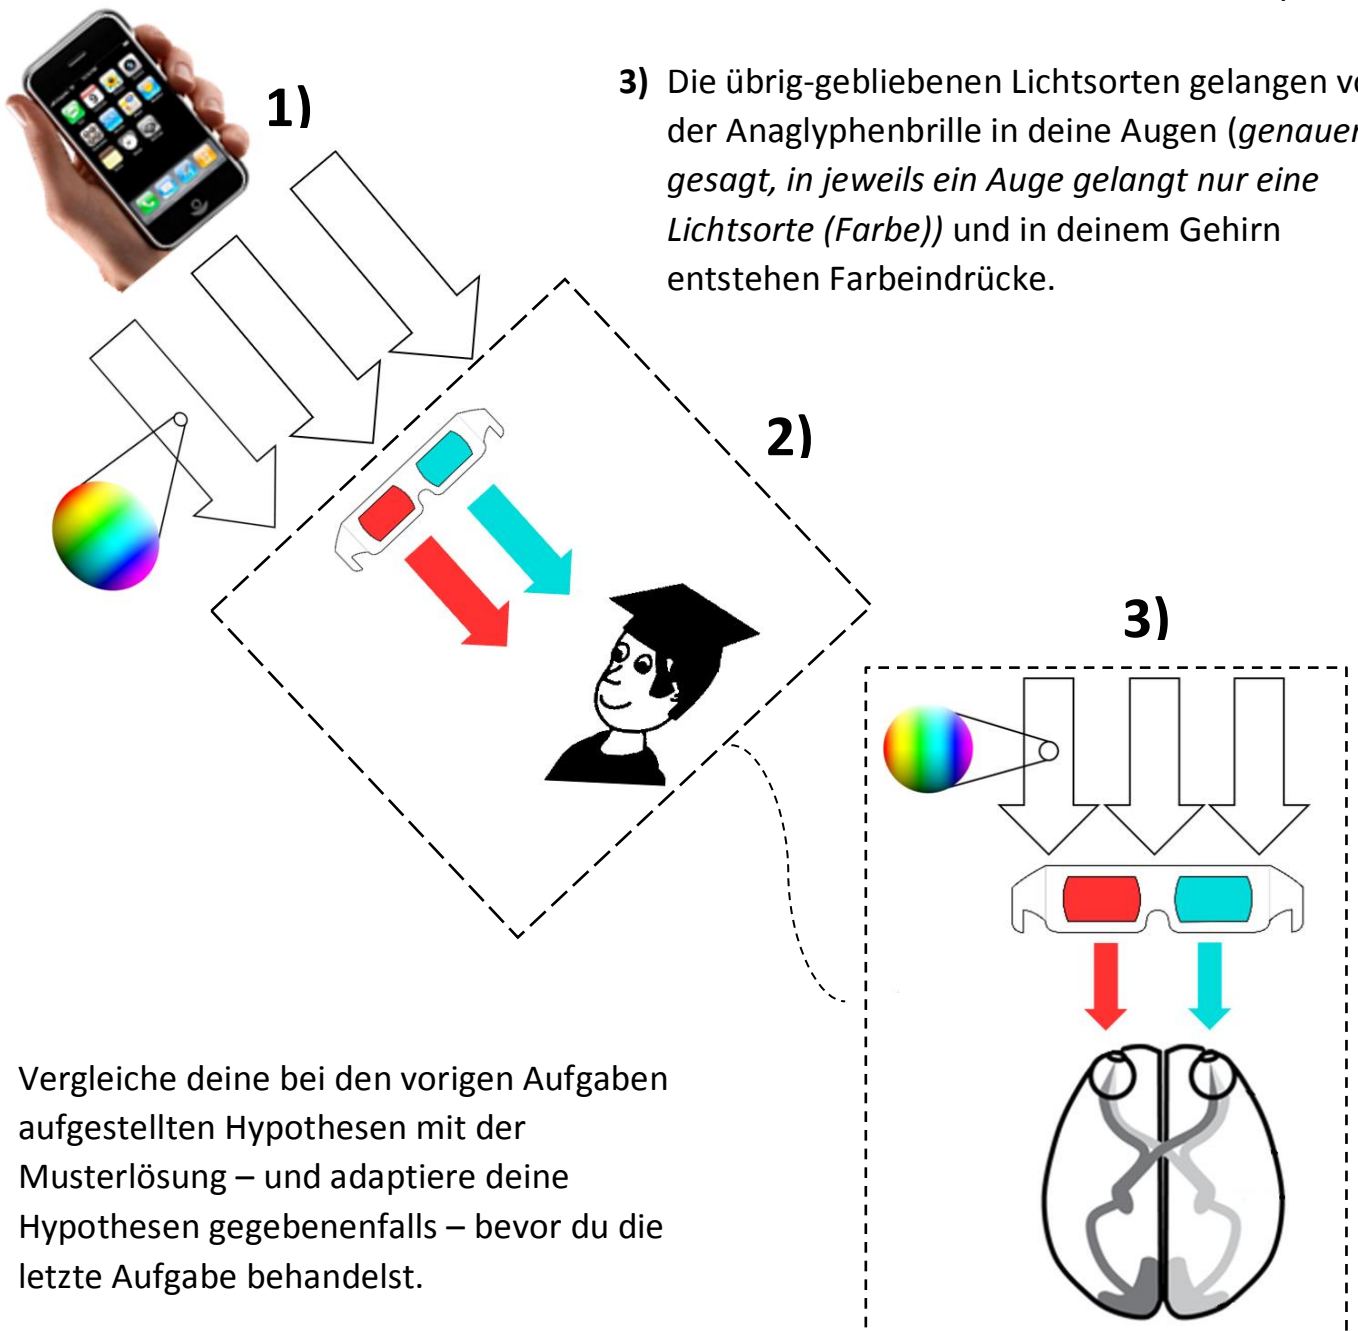 1)
3) Die übrig-gebliebenen Lichtsorten gelangen
der Anaglyphenbrille in deine Augen (genauer
gesagt, in jeweils ein Auge gelangt nur eine
Lichtsorte (Farbe)) und in deinem Gehirn
entstehen Farbeindrücke.
2)
3)
Vergleiche deine bei den vorigen Aufgaben
aufgestellten Hypothesen mit der
Musterlösung – und adaptiere deine
Hypothesen gegebenenfalls – bevor du die
letzte Aufgabe behandelst.